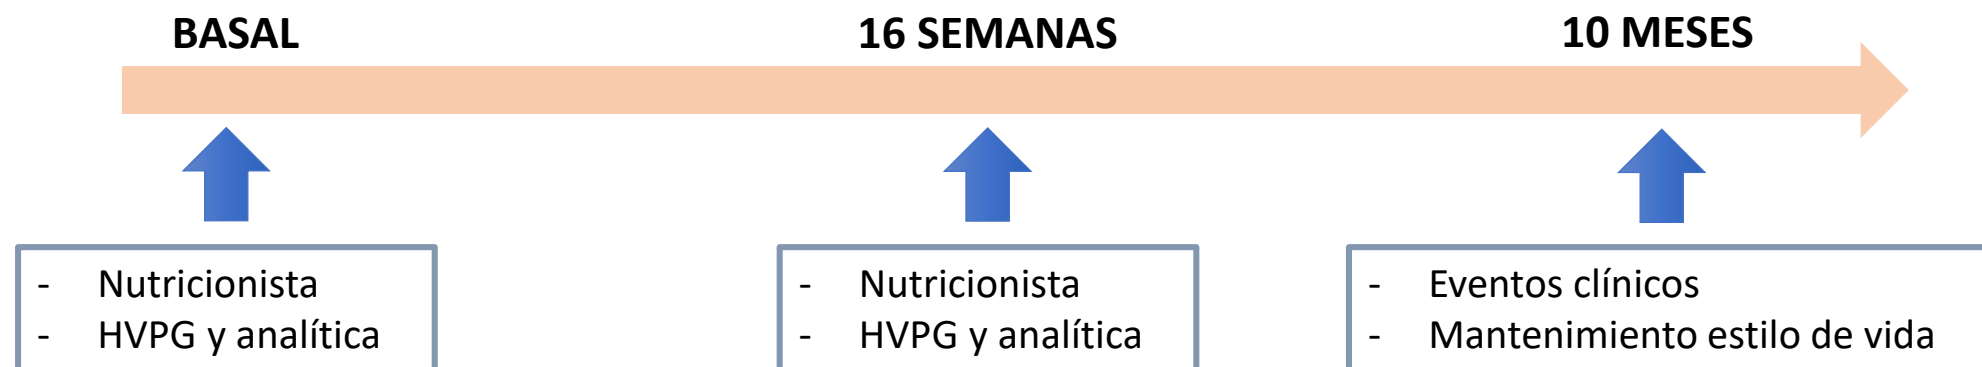 BASAL
16 SEMANAS
10 MESES
- Nutricionista
- HVPG y analítica
- Nutricionista
- HVPG y analítica
- Eventos clínicos
- Mantenimiento estilo de vida